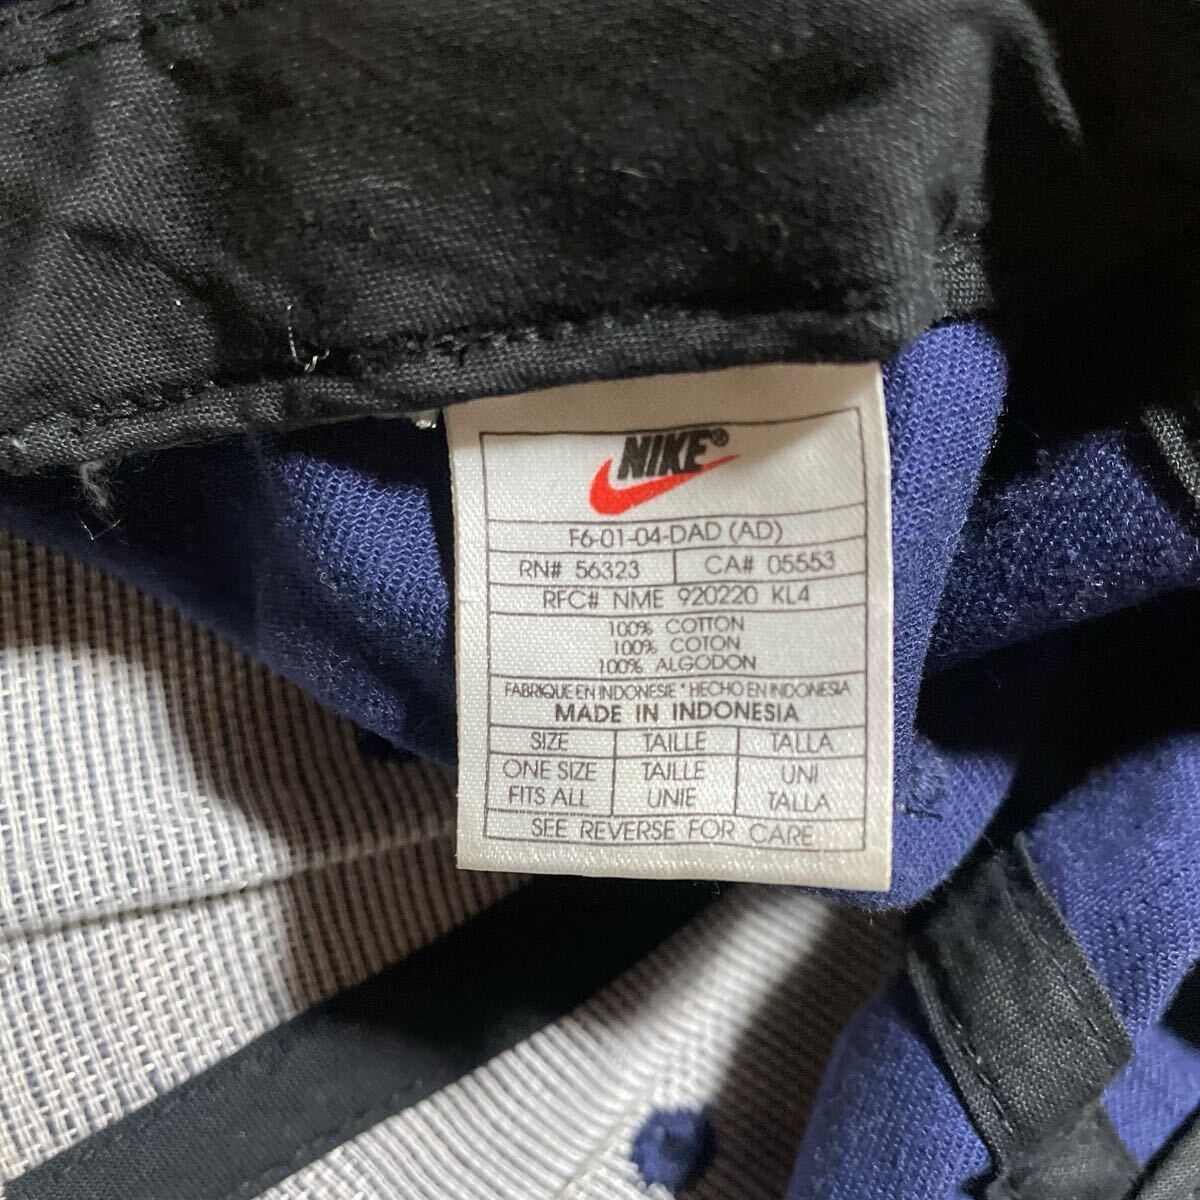 NIKE®
F6-01-04-DAD (AD)
RN# 56323 CA# 05553
RFC# NME 920220 KL4
100% COTTON
100% COTON
100% ALGODON
FABRIQUE EN INDONESIE * HECHO EN INDONESIA
MADE IN INDONESIA
SIZE TAILLE TALLA
ONE SIZE TAILLE UNI
FITS ALL UNIE TALLA
SEE REVERSE FOR CARE